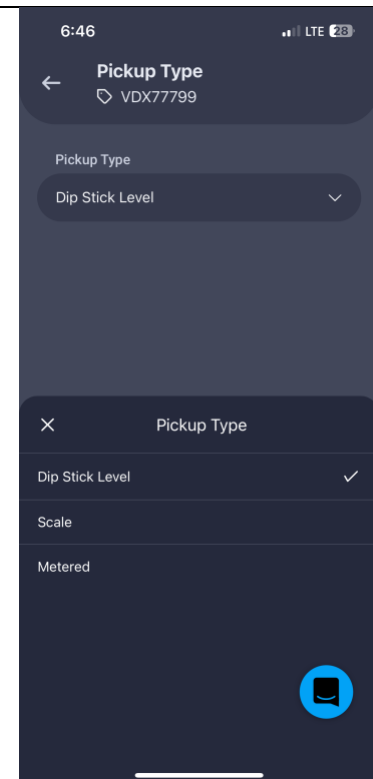 6:46 LTE 28
Pickup Type
VDX77799
Pickup Type
Dip Stick Level
Pickup Type
Dip Stick Level
Scale
Metered